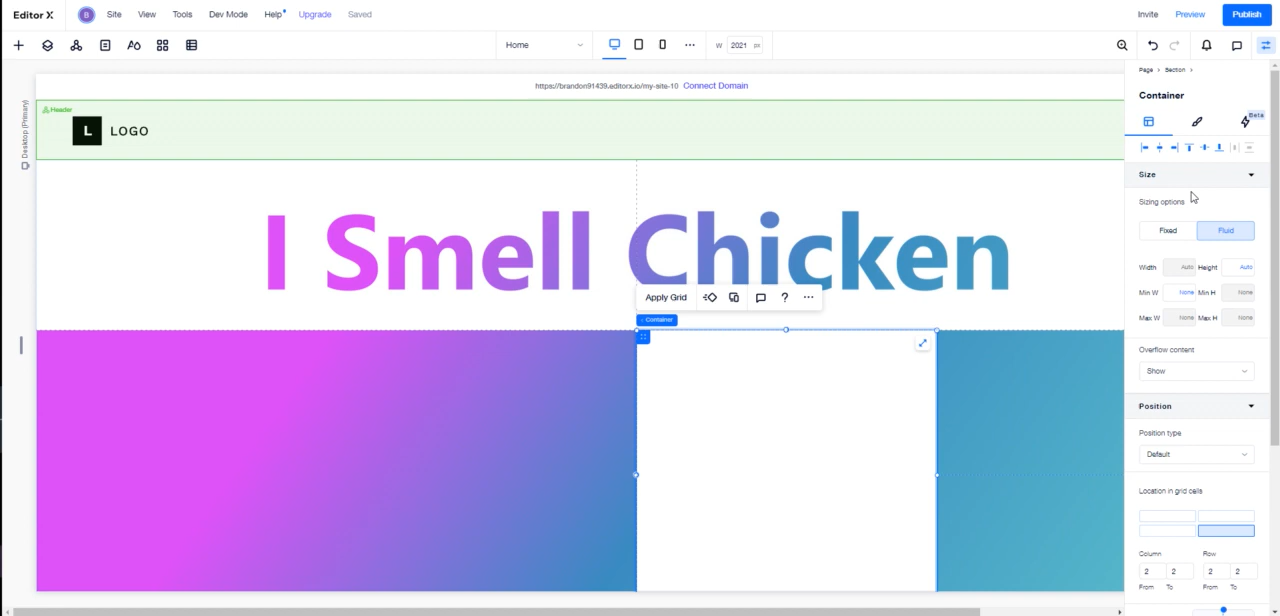 Editor X
B
Site
View
Tools
Dev Mode
Help
Upgrade
Saved
Invite
Preview
Publish
Home
W 2021 px
Page > Section >
https://brandon91439.editorx.io/my-site-10 Connect Domain
Container
Header
L LOGO
Desktop (Primary)
Beta
Size
Sizing options
Fixed Fluid
I Smell Chicken
Width Auto Height Auto
Min W None Min H None
Max W None Max H None
Apply Grid
?
Container
Overflow content
Show
Position
Position type
Default
Location in grid cells
Column Row
2 2 2 2
From To From To